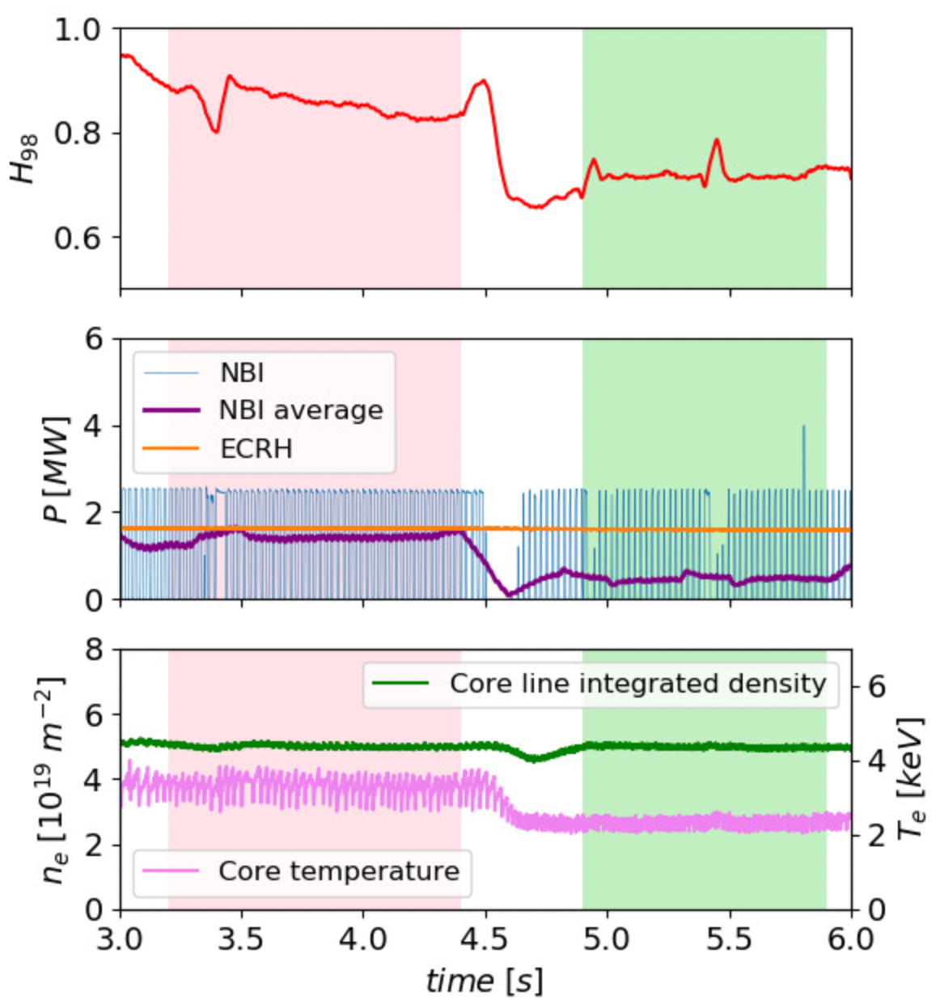 1.0
0.8
0.6
H98
6
4
2
0
P [MW]
NBI
NBI average
ECRH
8
6
4
2
0
ne [10^19 m^−2]
Core line integrated density
Core temperature
6
4
2
0
Te [keV]
3.0 3.5 4.0 4.5 5.0 5.5 6.0
time [s]